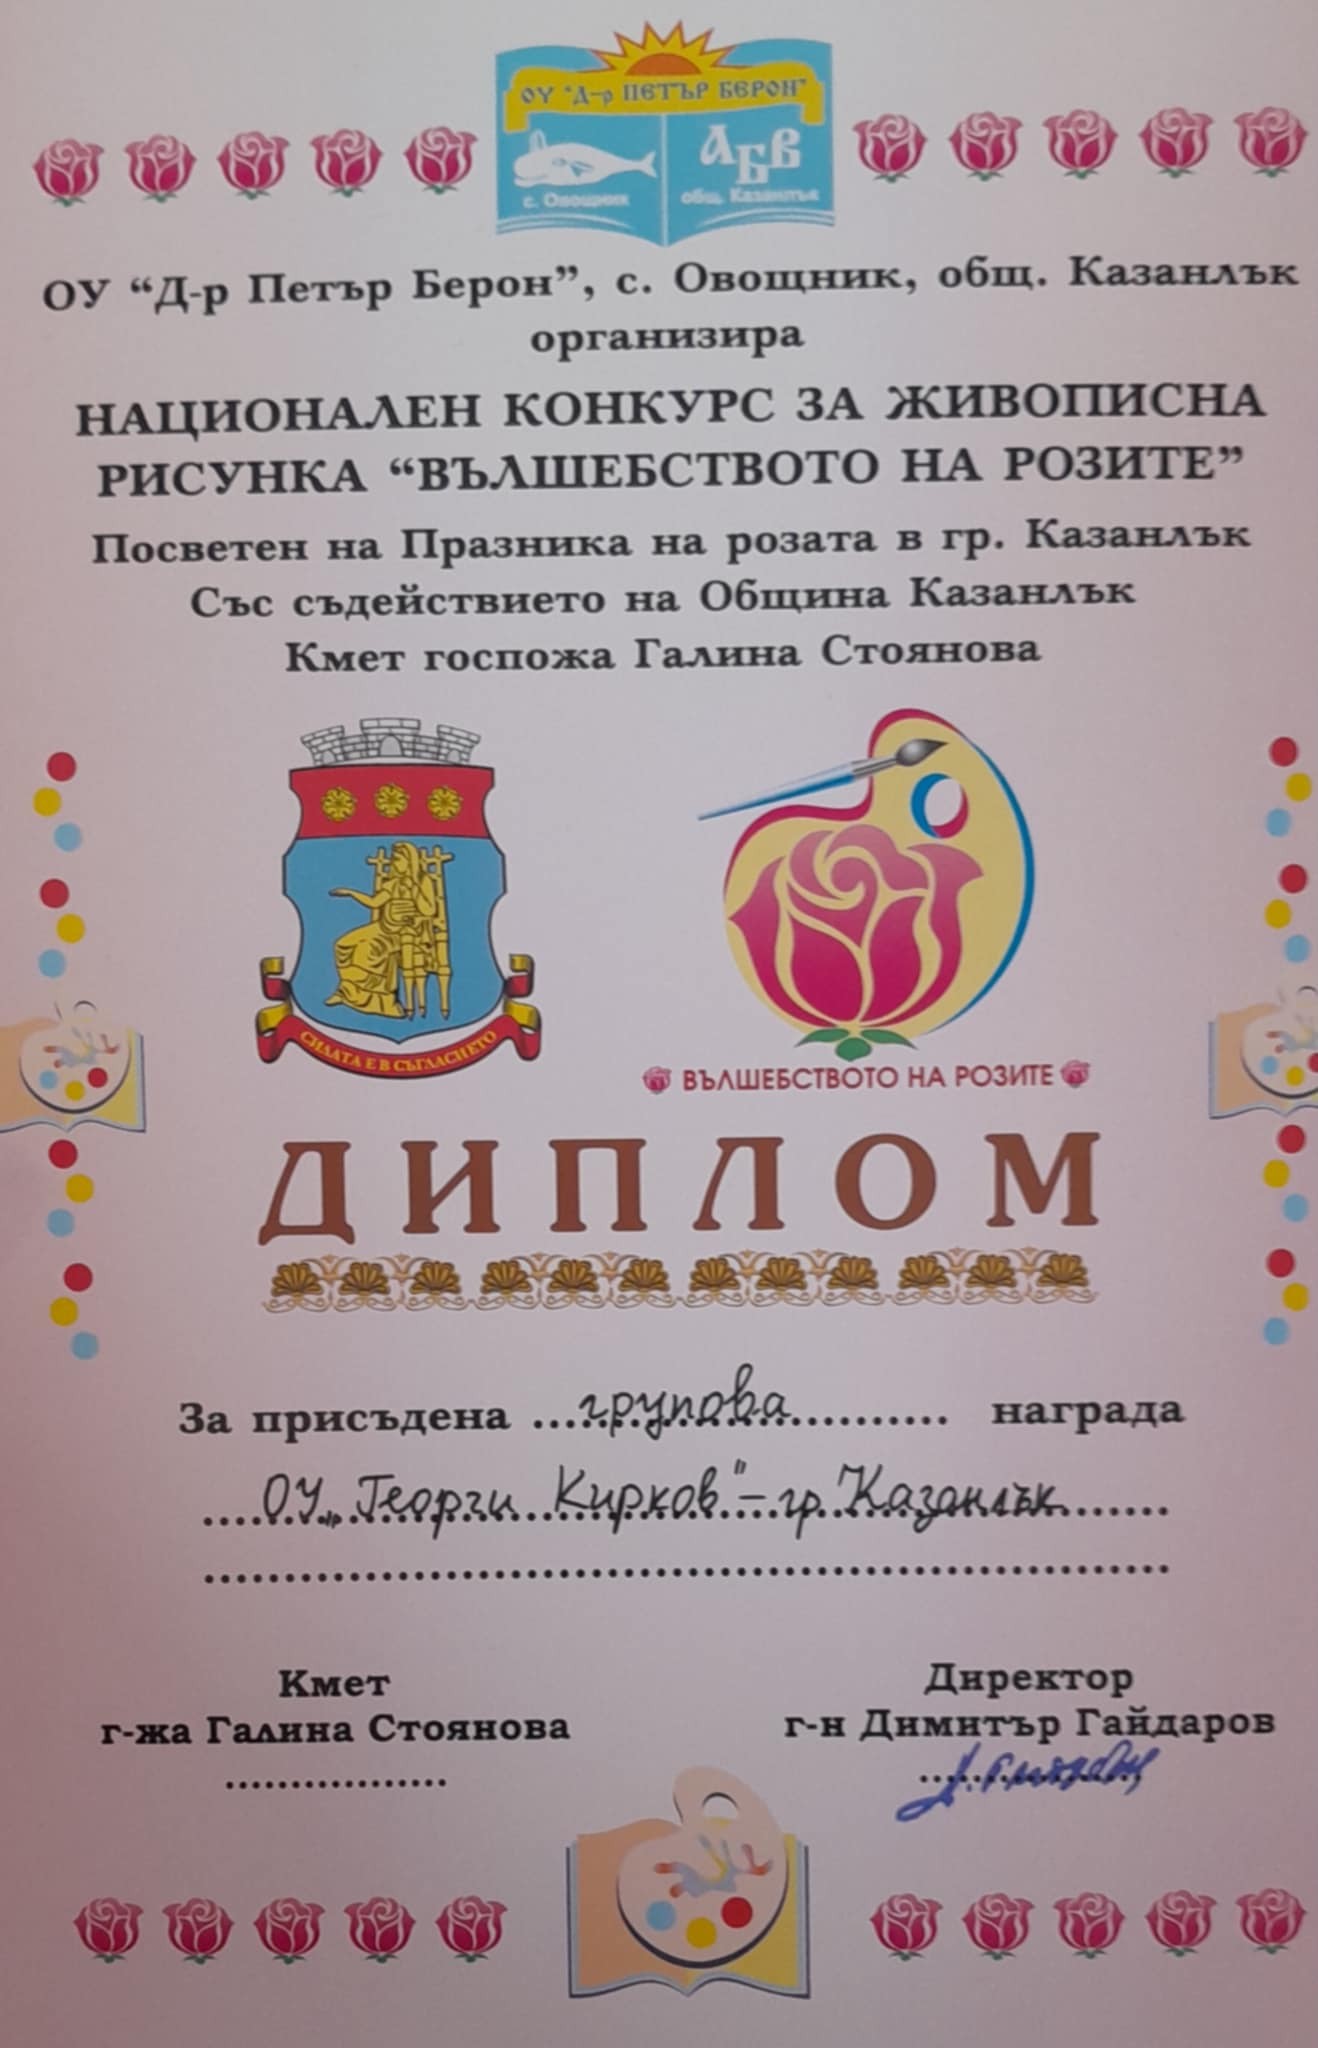 ОУ "Д-р ПЕТЪР БЕРОН"
АБВ
с. Овощник
общ. Казанлък
ОУ “Д-р Петър Берон”, с. Овощник, общ. Казанлък
организира
НАЦИОНАЛЕН КОНКУРС ЗА ЖИВОПИСНА
РИСУНКА “ВЪЛШЕБСТВОТО НА РОЗИТЕ”
Посветен на Празника на розата в гр. Казанлък
Със съдействието на Община Казанлък
Кмет госпожа Галина Стоянова
СИЛАТА Е В СЪГЛАСИЕТО
ВЪЛШЕБСТВОТО НА РОЗИТЕ
ДИПЛОМ
За присъдена групова награда
ОУ „Георги Кирков" - гр. Казанлък
Кмет
г-жа Галина Стоянова
Директор
г-н Димитър Гайдаров